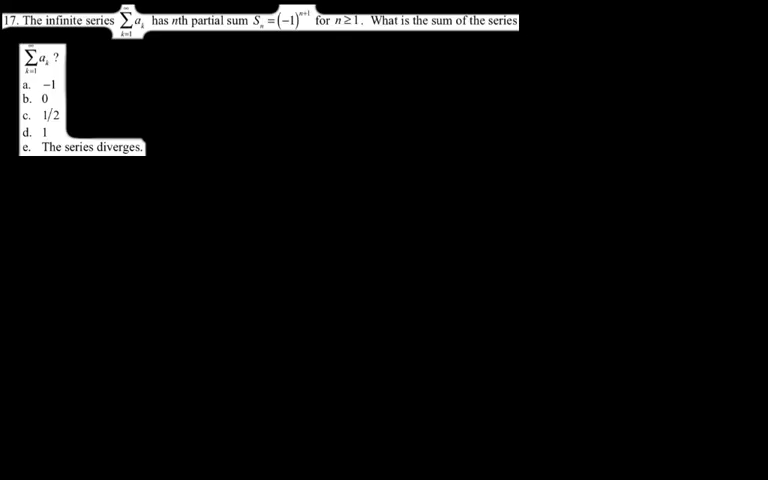 17. The infinite series ∑_{k=1}^{∞} a_k has nth partial sum S_n = (−1)^{n+1} for n ≥ 1. What is the sum of the series
∑_{k=1}^{∞} a_k ?
a. −1
b. 0
c. 1/2
d. 1
e. The series diverges.